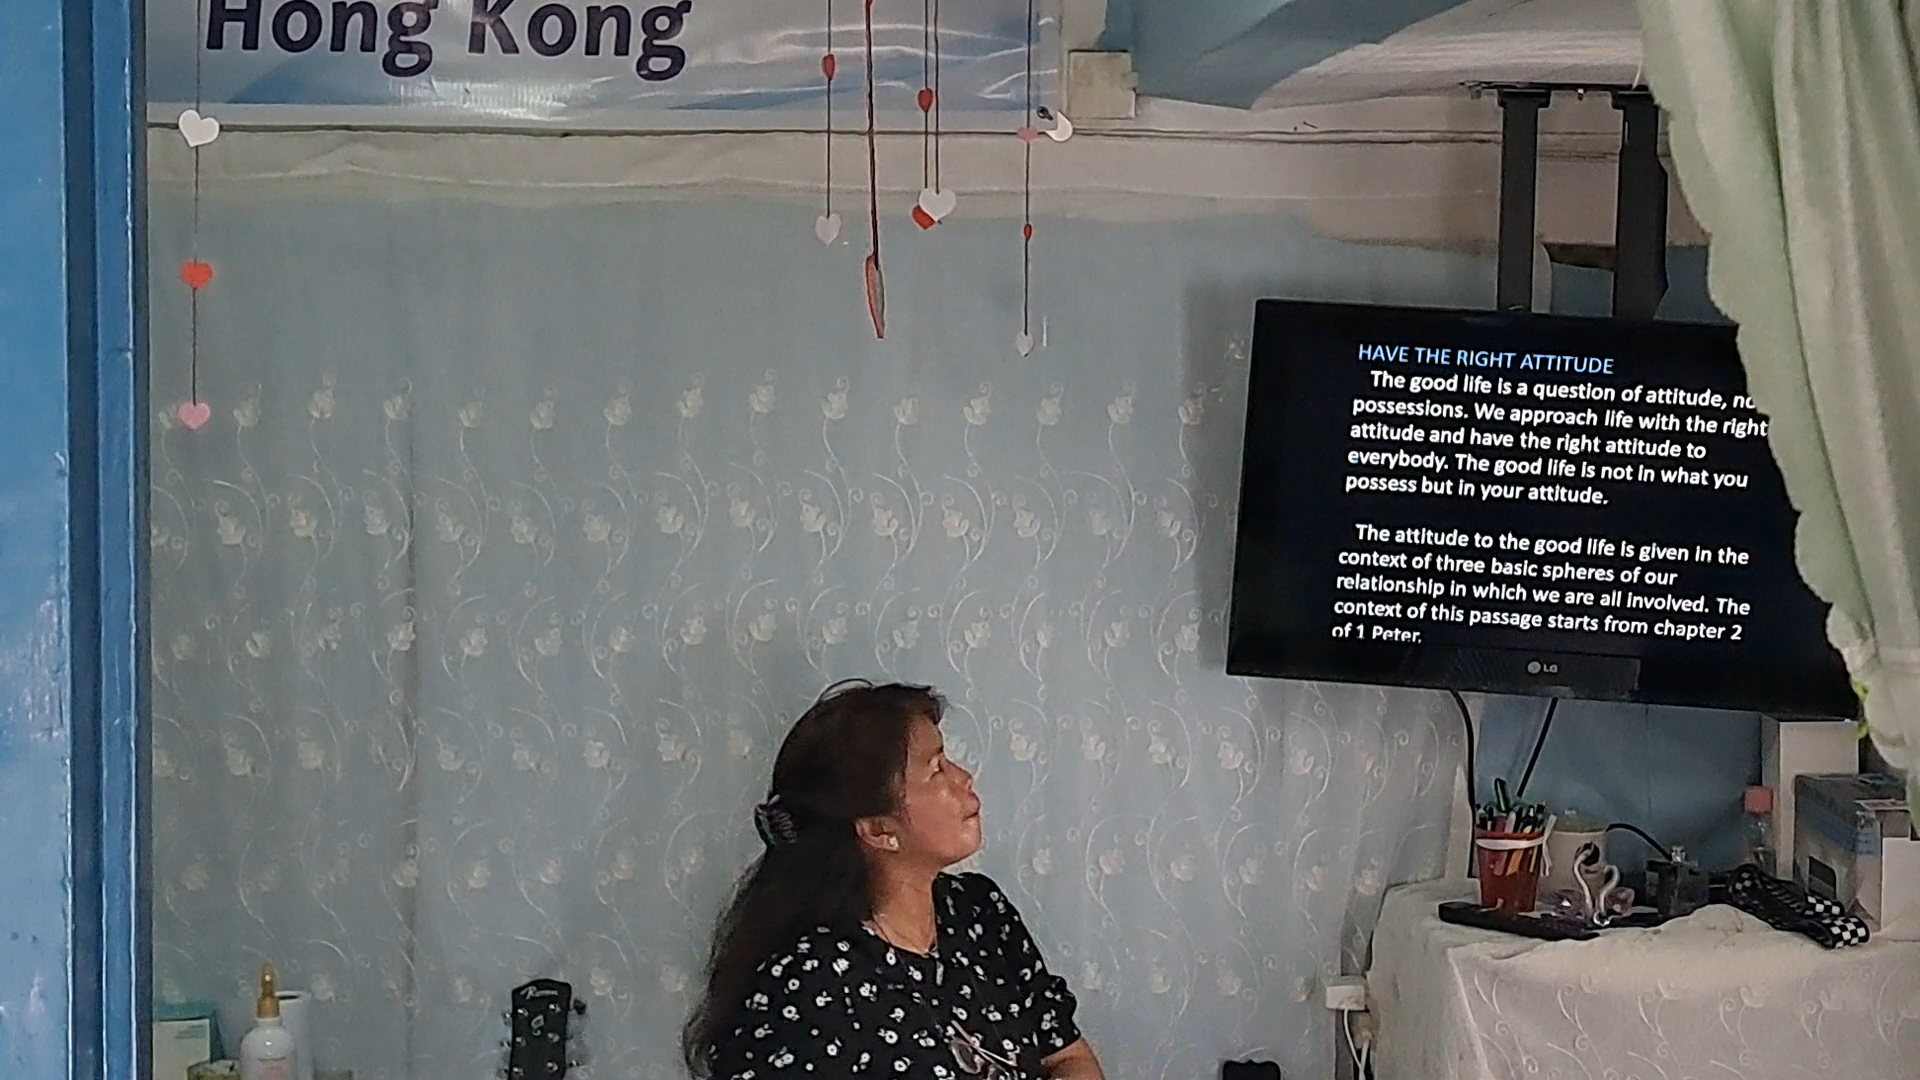 Hong Kong
HAVE THE RIGHT ATTITUDE
The good life is a question of attitude,
possessions. We approach life with the right
attitude and have the right attitude to
everybody. The good life is not in what you
possess but in your attitude.
The attitude to the good life is given in the
context of three basic spheres of our
relationship in which we are all involved. The
context of this passage starts from chapter 2
of 1 Peter.
LG